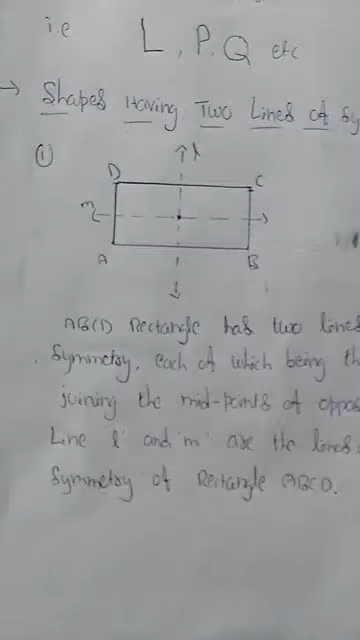 i.e L, P, Q etc
→ Shapes Having Two Lines of Sy
① 
D l C
m
A B
ABCD Rectangle has two lines
Symmetry, each of which being th
joining the mid-points of oppos
Line l' and 'm' are the lines
Symmetry of Rectangle ABCD.